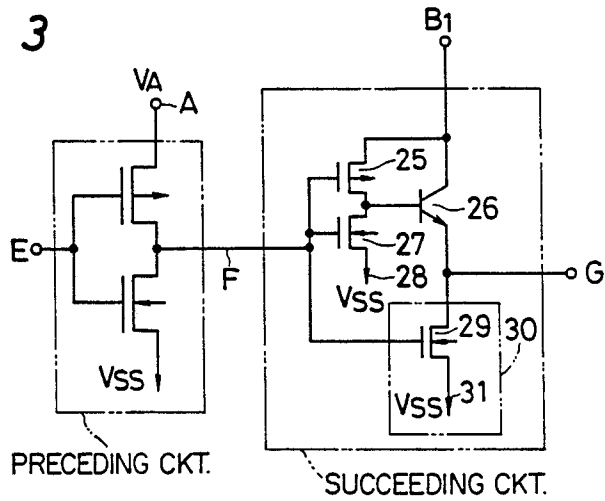 3
VA
A
B1
25
26
E
27
F
28
VSS
G
29
30
VSS
VSS
31
PRECEDING CKT.
SUCCEEDING CKT.